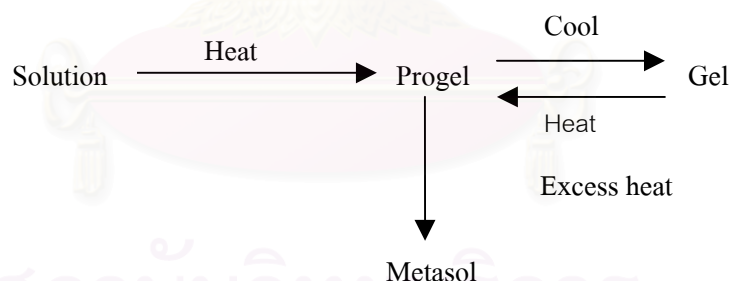 Cool
Heat
Solution Progel Gel
Heat
Excess heat
Metasol